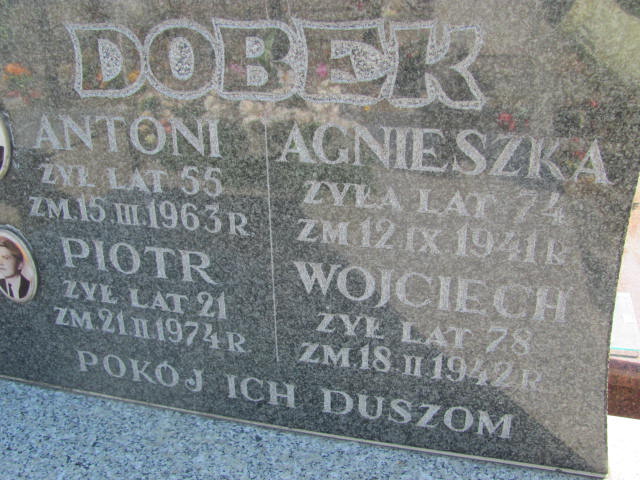 DOBEK
ANTONI
ŻYŁ LAT 55
ZM. 15. III. 1963 R
PIOTR
ŻYŁ LAT 21
ZM. 21 II. 1974 R
AGNIESZKA
ŻYŁA LAT 74
ZM 12 IX 1941 R
WOJCIECH
ŻYŁ LAT 78
ZM. 18 II 1942 R
POKÓJ ICH DUSZOM